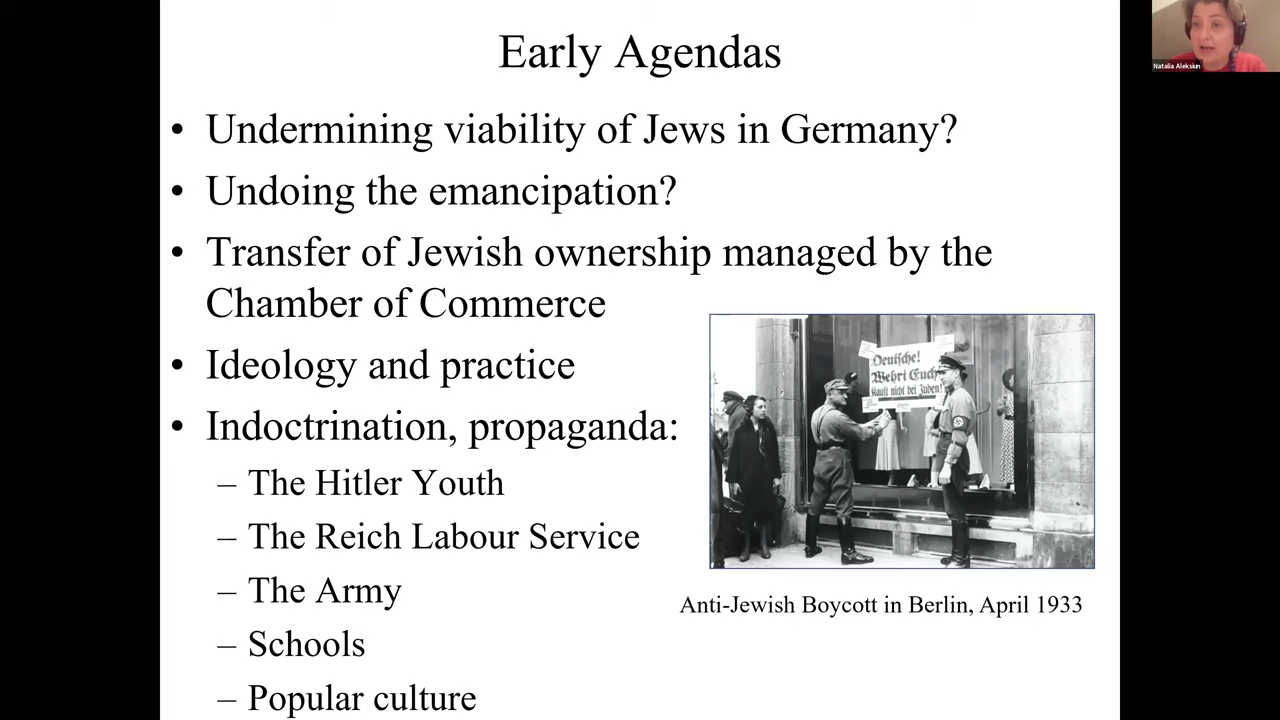 Early Agendas
• Undermining viability of Jews in Germany?
• Undoing the emancipation?
• Transfer of Jewish ownership managed by the
Chamber of Commerce
• Ideology and practice
• Indoctrination, propaganda:
– The Hitler Youth
– The Reich Labour Service
– The Army
– Schools
– Popular culture
Deutsche!
Wehrt Euch
Kauft nicht bei Juden!
Anti-Jewish Boycott in Berlin, April 1933
Natalia Aleksiun